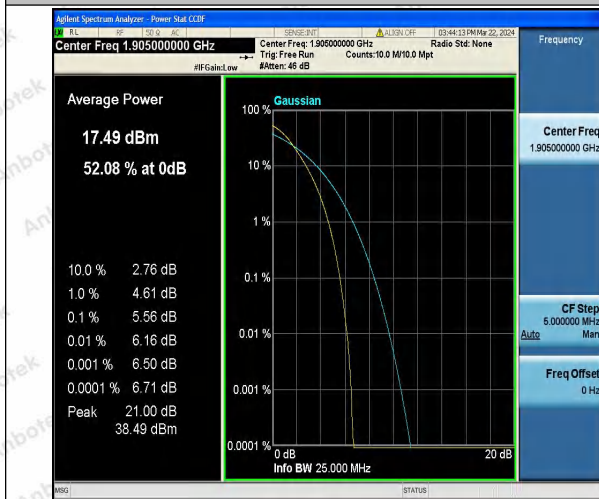 Agilent Spectrum Analyzer - Power Stat CCDF
RL RF 50 Ω AC SENSE:INT ALIGN OFF 03:44:13 PM Mar 22, 2024
Center Freq 1.905000000 GHz
Center Freq: 1.905000000 GHz Radio Std: None
Trig: Free Run Counts:10.0 M/10.0 Mpt
#IFGain:Low #Atten: 46 dB
Frequency
Average Power
17.49 dBm
52.08 % at 0dB
10.0 % 2.76 dB
1.0 % 4.61 dB
0.1 % 5.56 dB
0.01 % 6.16 dB
0.001 % 6.50 dB
0.0001 % 6.71 dB
Peak 21.00 dB
38.49 dBm
Gaussian
100 %
10 %
1 %
0.1 %
0.01 %
0.001 %
0.0001 %
0 dB 20 dB
Info BW 25.000 MHz
Center Freq
1.905000000 GHz
CF Step
5.000000 MHz
Auto Man
Freq Offset
0 Hz
MSG STATUS